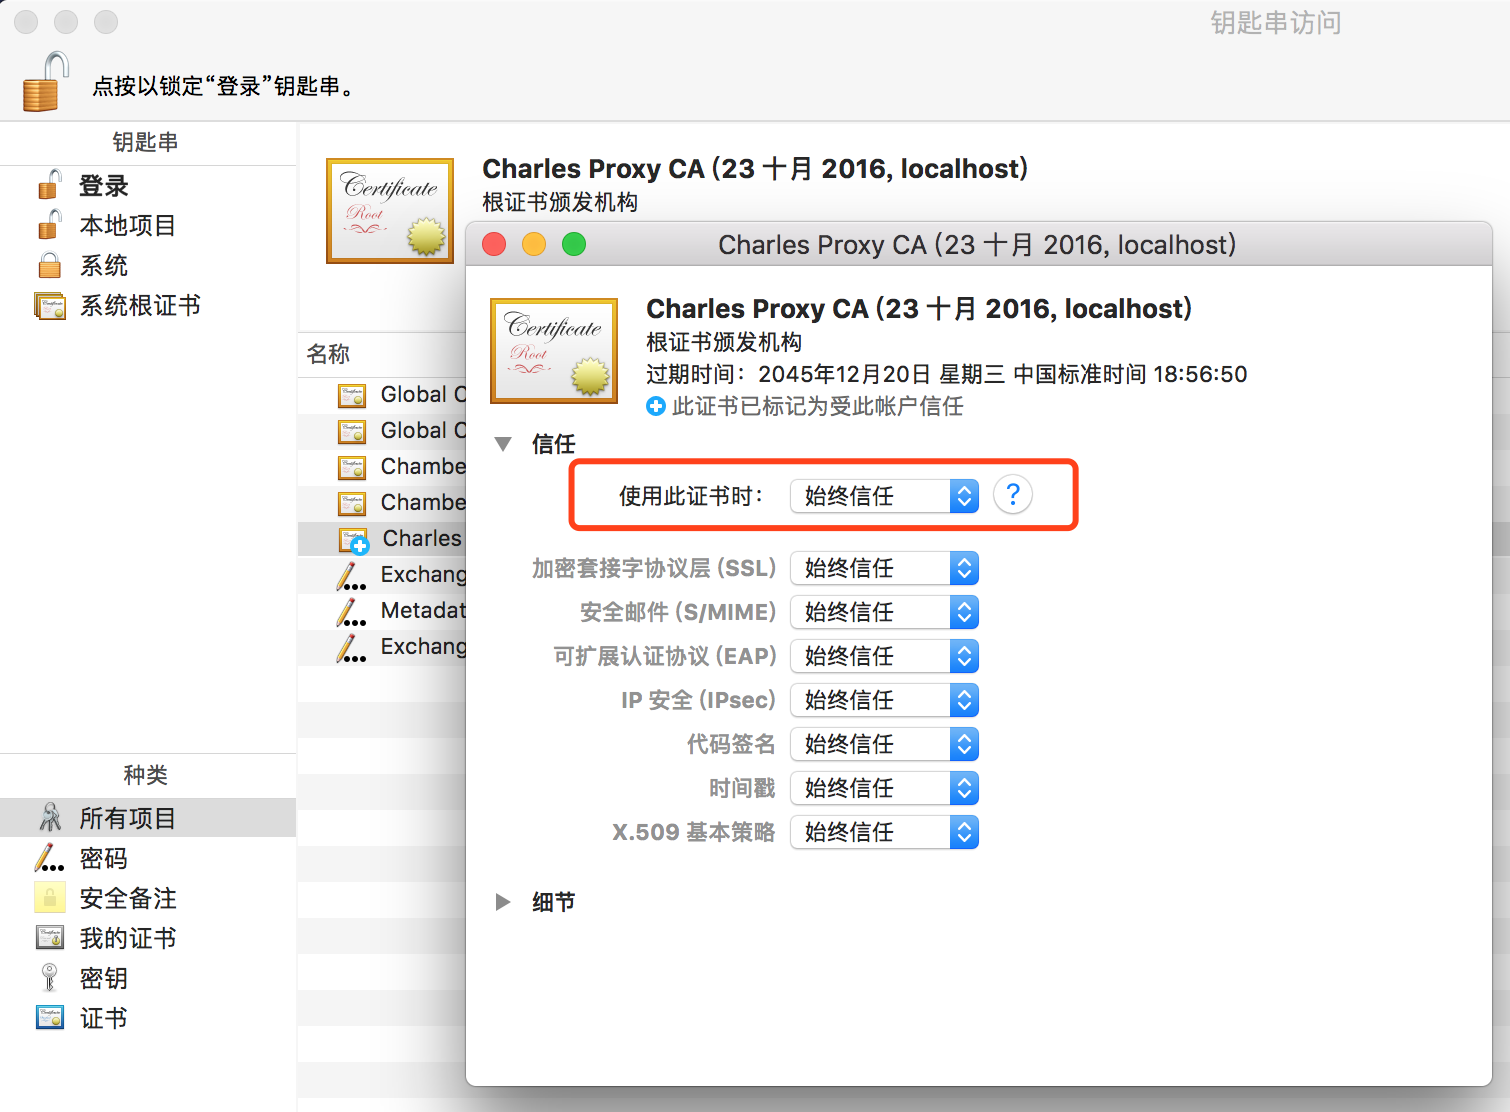 钥匙串访问
点按以锁定“登录”钥匙串。
钥匙串
登录
本地项目
系统
系统根证书
Certificate
Root
Charles Proxy CA (23 十月 2016, localhost)
根证书颁发机构
名称
Global C
Global C
Chambe
Chambe
Charles
Exchang
Metadat
Exchang
Charles Proxy CA (23 十月 2016, localhost)
Certificate
Root
Charles Proxy CA (23 十月 2016, localhost)
根证书颁发机构
过期时间：2045年12月20日 星期三 中国标准时间 18:56:50
此证书已标记为受此帐户信任
信任
使用此证书时： 始终信任 ?
加密套接字协议层 (SSL) 始终信任
安全邮件 (S/MIME) 始终信任
可扩展认证协议 (EAP) 始终信任
IP 安全 (IPsec) 始终信任
代码签名 始终信任
时间戳 始终信任
X.509 基本策略 始终信任
细节
种类
所有项目
密码
安全备注
我的证书
密钥
证书